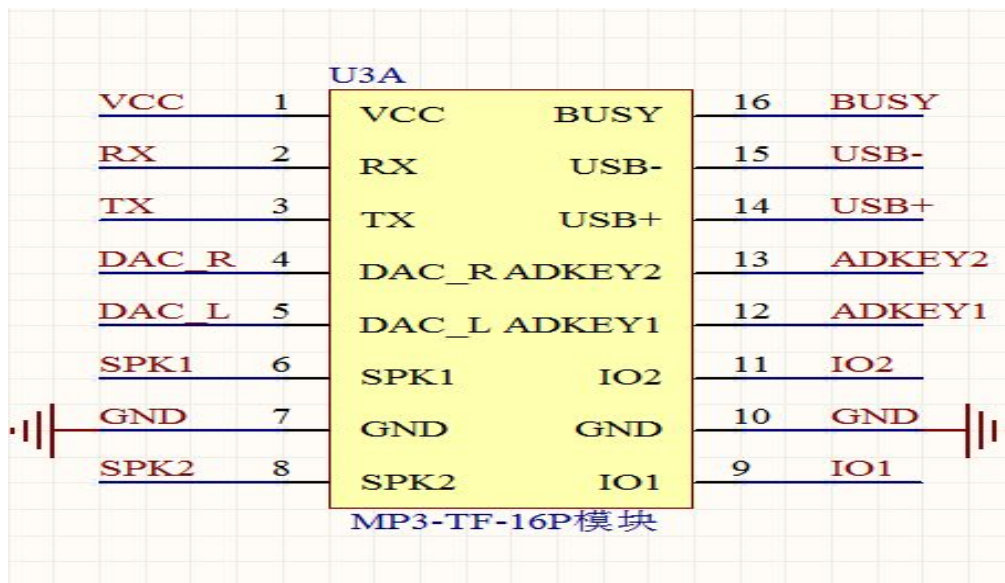 U3A
VCC 1 VCC BUSY 16 BUSY
RX 2 RX USB- 15 USB-
TX 3 TX USB+ 14 USB+
DAC_R 4 DAC_R ADKEY2 13 ADKEY2
DAC_L 5 DAC_L ADKEY1 12 ADKEY1
SPK1 6 SPK1 IO2 11 IO2
GND 7 GND GND 10 GND
SPK2 8 SPK2 IO1 9 IO1
MP3-TF-16P模块